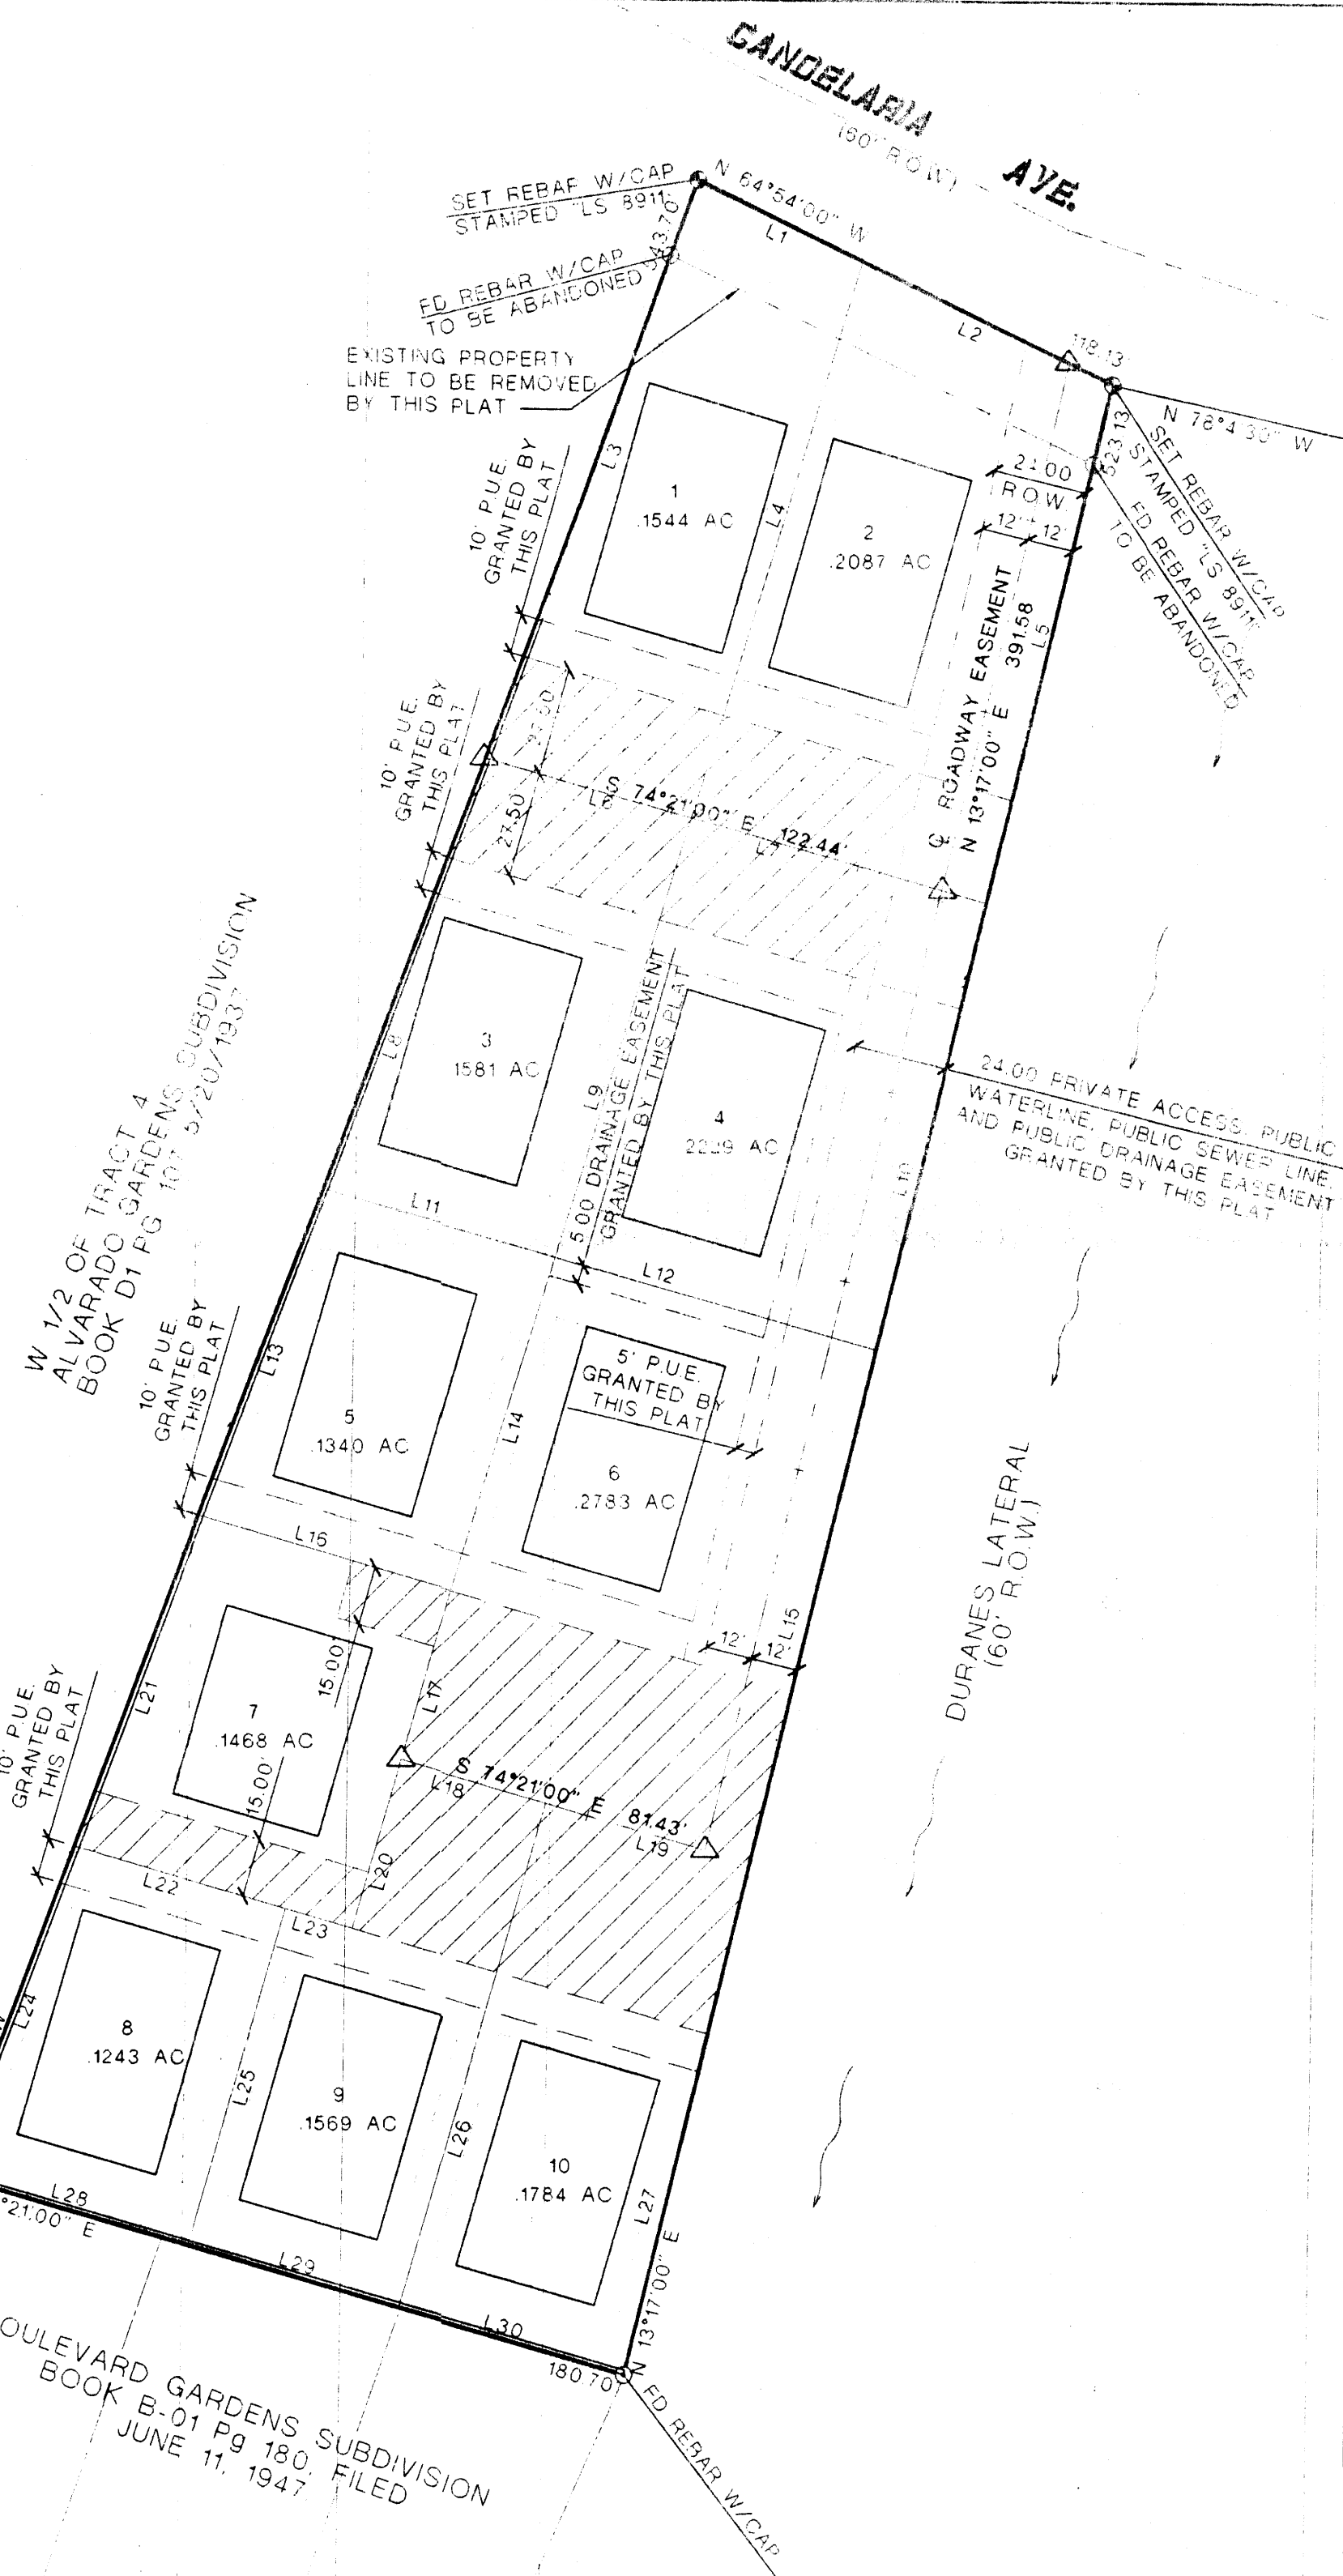 CANDELARIA AVE.
(60' R.O.W.)
N 64°54'00" W
L1
L2
118.13'
SET REBAR W/CAP
STAMPED "LS 8911"
FD REBAR W/CAP
TO BE ABANDONED
EXISTING PROPERTY
LINE TO BE REMOVED
BY THIS PLAT
N 78°4'30" W
523.13
SET REBAR W/CAP
STAMPED "LS 8911"
FD REBAR W/CAP
TO BE ABANDONED
ROW
12'
12'
L3
1
.1544 AC
L4
2
.2087 AC
10' P.U.E.
GRANTED BY
THIS PLAT
℄ ROADWAY EASEMENT
N 13°17'00" E 391.58
L5
10' P.U.E.
GRANTED BY
THIS PLAT
27.50
S 74°21'00" E 122.44'
L6
L7
W 1/2 OF TRACT 4
ALVARADO GARDENS SUBDIVISION
BOOK D1 PG
L8
3
1581 AC
5.00 DRAINAGE EASEMENT
GRANTED BY THIS PLAT
L9
4
AC
L10
24.00 PRIVATE ACCESS, PUBLIC
WATERLINE, PUBLIC SEWER LINE,
AND PUBLIC DRAINAGE EASEMENT
GRANTED BY THIS PLAT
L11
L12
10' P.U.E.
GRANTED BY
THIS PLAT
L13
5
.1340 AC
L14
5' P.U.E.
GRANTED BY
THIS PLAT
6
.2783 AC
DURANES LATERAL
(60' R.O.W.)
L15
L16
12'
12'
15.00'
L17
10' P.U.E.
GRANTED BY
THIS PLAT
L21
7
.1468 AC
15.00'
S 74°21'00" E 81.43'
L18
L19
L20
L22
L23
L24
8
.1243 AC
L25
9
.1569 AC
L26
10
.1784 AC
L27
N 13°17'00" E
L28
°21'00" E
L29
L30
180.70'
FD REBAR W/CAP
OULEVARD GARDENS SUBDIVISION
BOOK B-01 Pg 180, FILED
JUNE 11, 1947